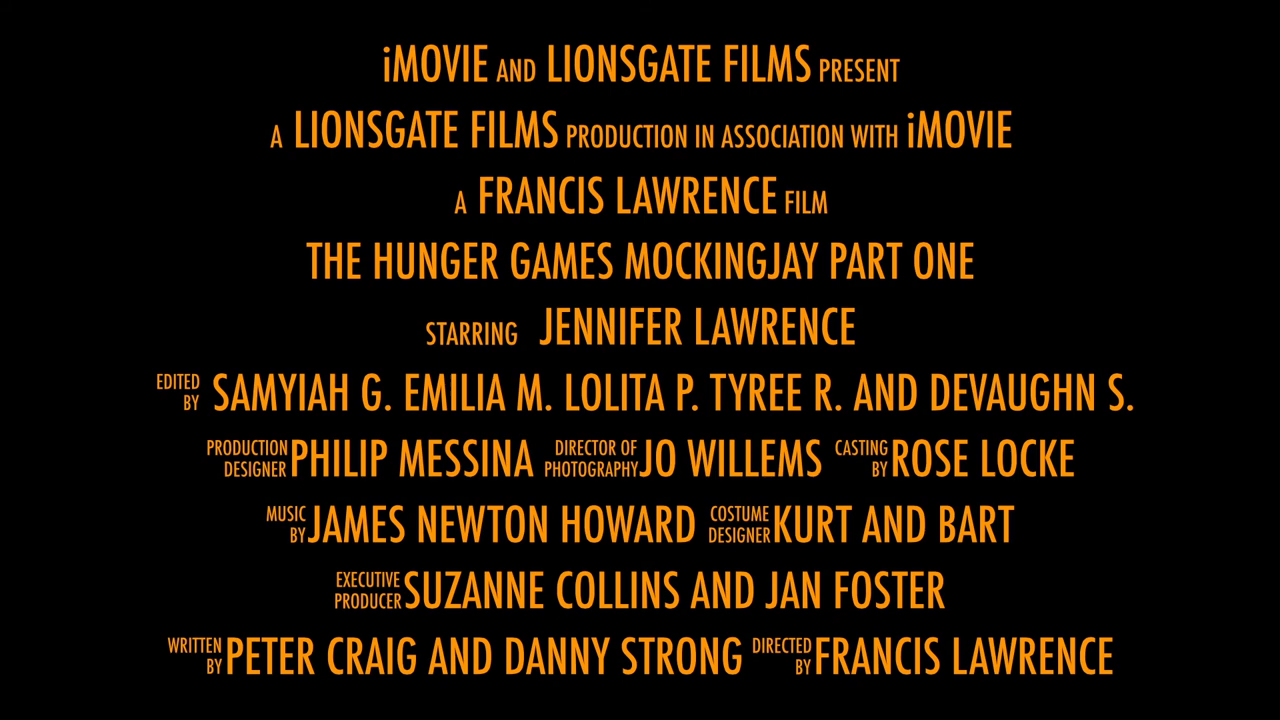 iMOVIE AND LIONSGATE FILMS PRESENT
A LIONSGATE FILMS PRODUCTION IN ASSOCIATION WITH iMOVIE
A FRANCIS LAWRENCE FILM
THE HUNGER GAMES MOCKINGJAY PART ONE
STARRING JENNIFER LAWRENCE
EDITED BY SAMYIAH G. EMILIA M. LOLITA P. TYREE R. AND DEVAUGHN S.
PRODUCTION DESIGNER PHILIP MESSINA DIRECTOR OF PHOTOGRAPHY JO WILLEMS CASTING BY ROSE LOCKE
MUSIC BY JAMES NEWTON HOWARD COSTUME DESIGNER KURT AND BART
EXECUTIVE PRODUCER SUZANNE COLLINS AND JAN FOSTER
WRITTEN BY PETER CRAIG AND DANNY STRONG DIRECTED BY FRANCIS LAWRENCE